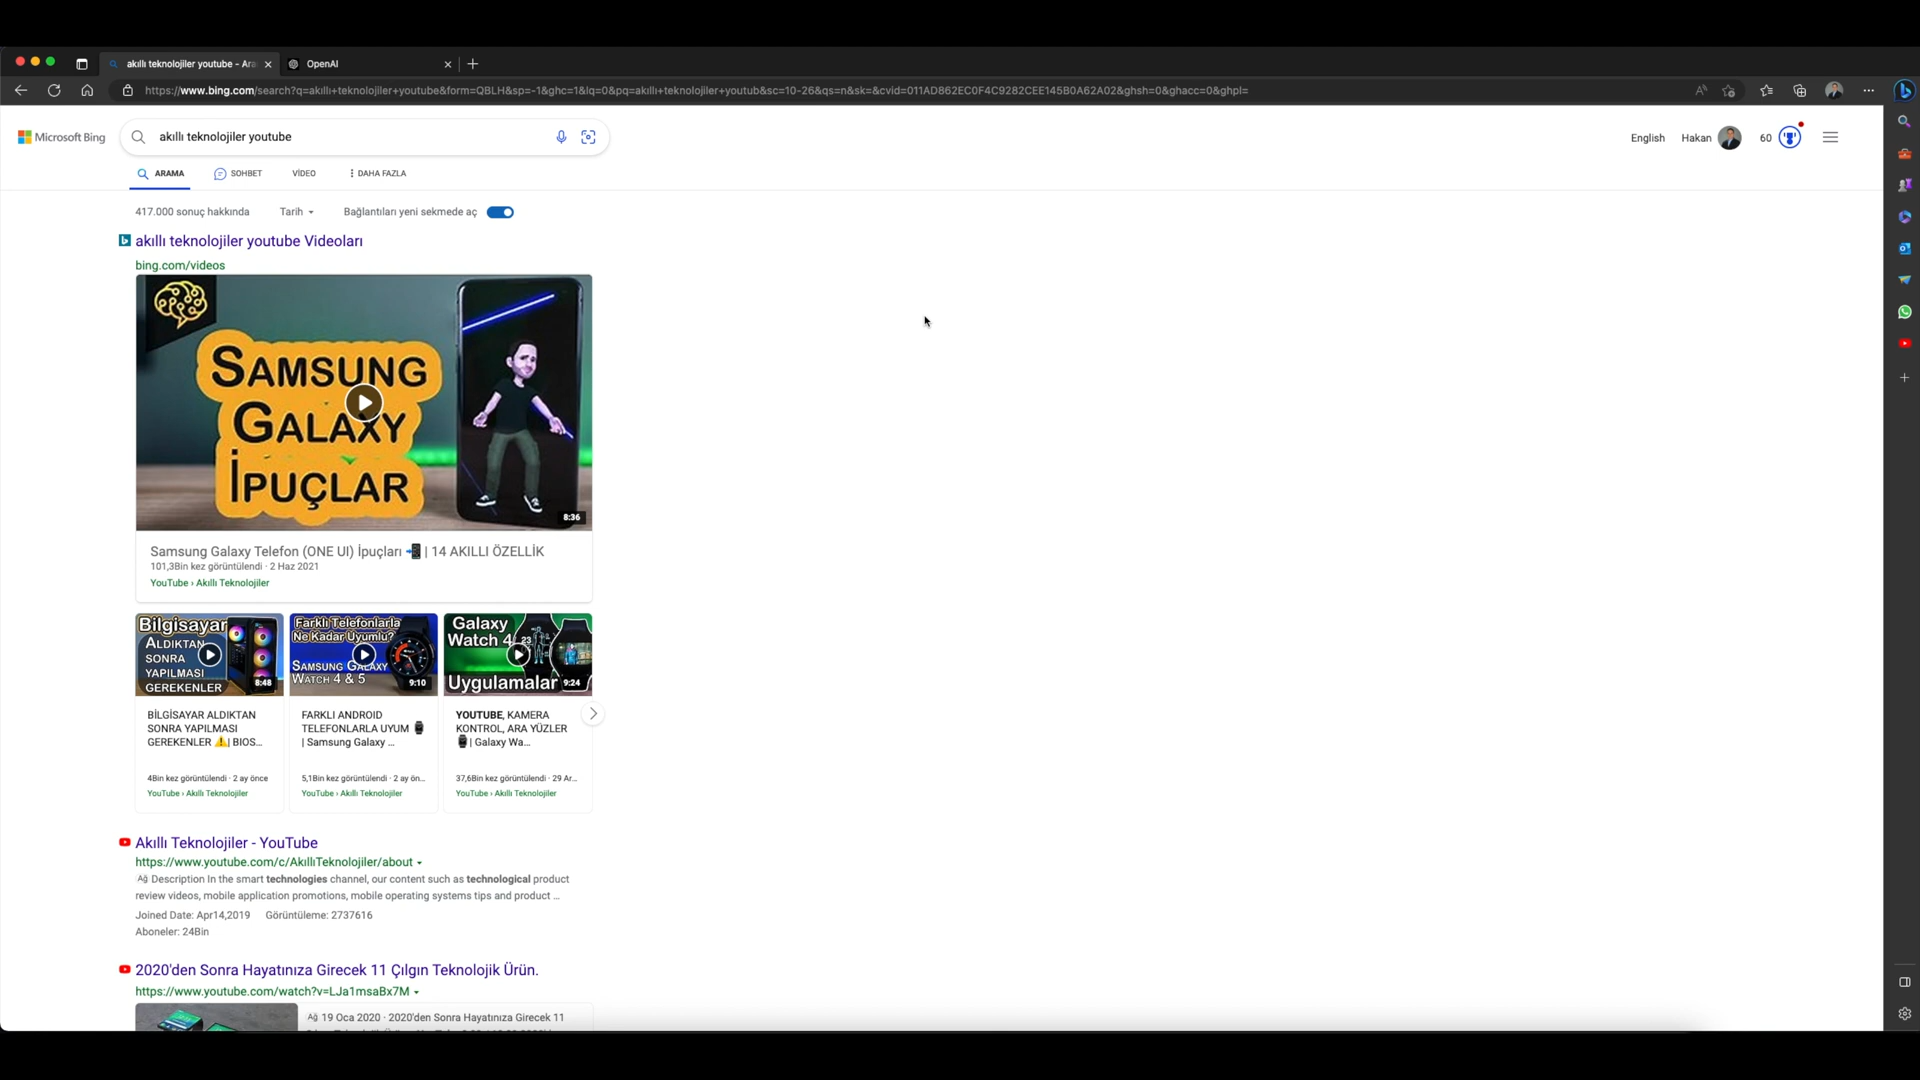 akıllı teknolojiler youtube - Ara
OpenAI
https://www.bing.com/search?q=akıllı+teknolojiler+youtube&form=QBLH&sp=-1&ghc=1&lq=0&pq=akıllı+teknolojiler+youtub&sc=10-26&qs=n&sk=&cvid=011AD862EC0F4C9282CEE145B0A62A02&ghsh=0&ghacc=0&ghpl=
Microsoft Bing
akıllı teknolojiler youtube
English
Hakan
60
ARAMA
SOHBET
VİDEO
DAHA FAZLA
417.000 sonuç hakkında
Tarih
Bağlantıları yeni sekmede aç
akıllı teknolojiler youtube Videoları
bing.com/videos
SAMSUNG
GALAXY
İPUÇLAR
8:36
Samsung Galaxy Telefon (ONE UI) İpuçları 📲 | 14 AKILLI ÖZELLİK
101,3Bin kez görüntülendi · 2 Haz 2021
YouTube › Akıllı Teknolojiler
Bilgisayar
ALDIKTAN
SONRA
YAPILMASI
GEREKENLER
8:48
BİLGİSAYAR ALDIKTAN
SONRA YAPILMASI
GEREKENLER ⚠️| BIOS...
4Bin kez görüntülendi · 2 ay önce
YouTube › Akıllı Teknolojiler
Farklı Telefonlarla
Ne Kadar Uyumlu?
SAMSUNG GALAXY
WATCH 4 & 5
9:10
FARKLI ANDROID
TELEFONLARLA UYUM ⌚
| Samsung Galaxy ...
5,1Bin kez görüntülendi · 2 ay ön...
YouTube › Akıllı Teknolojiler
Galaxy
Watch 4
23
Uygulamalar
9:24
YOUTUBE, KAMERA
KONTROL, ARA YÜZLER
⌚| Galaxy Wa...
37,6Bin kez görüntülendi · 29 Ar...
YouTube › Akıllı Teknolojiler
Akıllı Teknolojiler - YouTube
https://www.youtube.com/c/AkıllıTeknolojiler/about
Ağ Description In the smart technologies channel, our content such as technological product
review videos, mobile application promotions, mobile operating systems tips and product ...
Joined Date: Apr14,2019 Görüntüleme: 2737616
Aboneler: 24Bin
2020'den Sonra Hayatınıza Girecek 11 Çılgın Teknolojik Ürün.
https://www.youtube.com/watch?v=LJa1msaBx7M
Ağ 19 Oca 2020 · 2020'den Sonra Hayatınıza Girecek 11